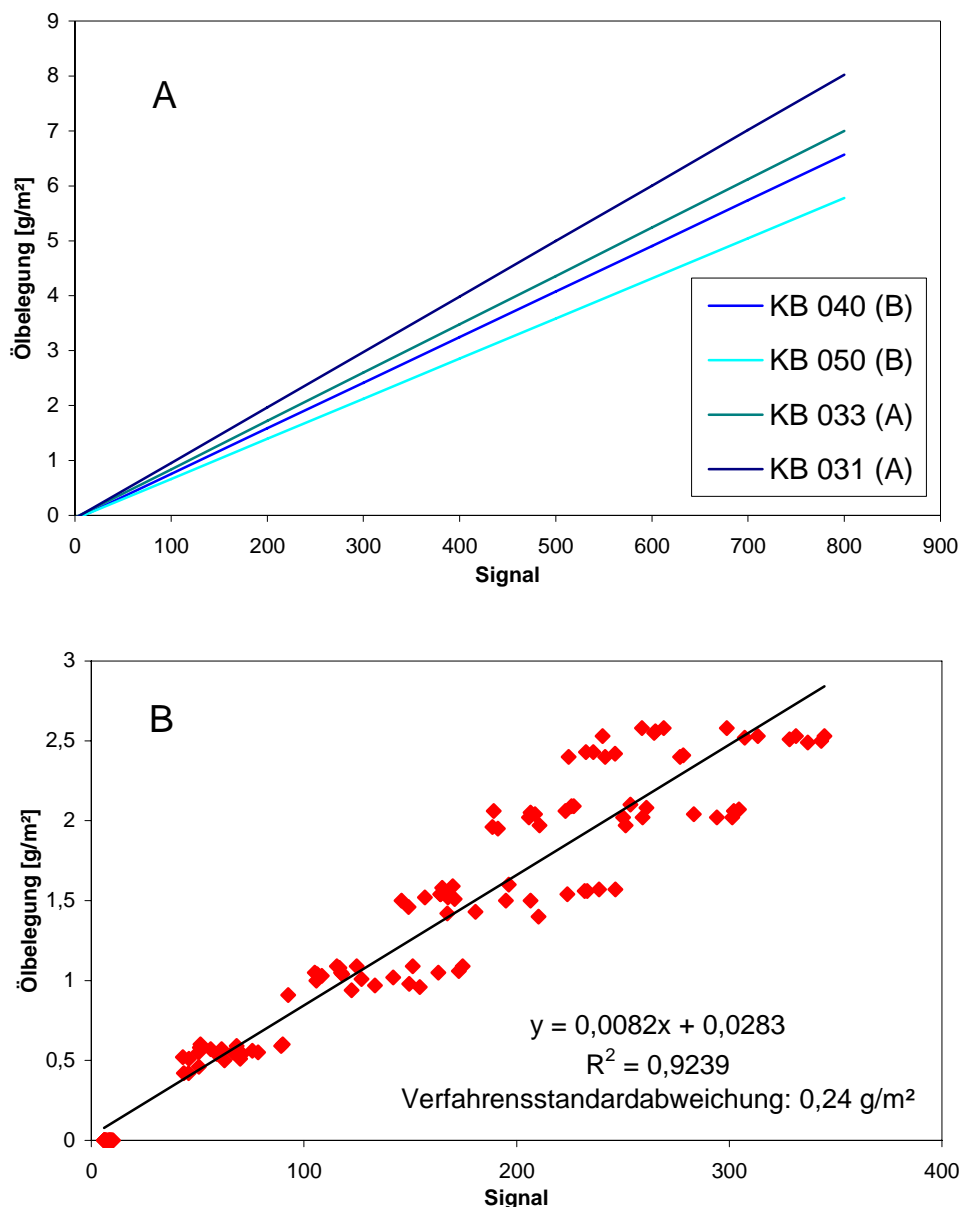 9
8
7
6
5
4
3
2
1
0
Ölbelegung [g/m²]
A
KB 040 (B)
KB 050 (B)
KB 033 (A)
KB 031 (A)
0 100 200 300 400 500 600 700 800 900
Signal
3
2,5
2
1,5
1
0,5
0
Ölbelegung [g/m²]
B
y = 0,0082x + 0,0283
R² = 0,9239
Verfahrensstandardabweichung: 0,24 g/m²
0 100 200 300 400
Signal